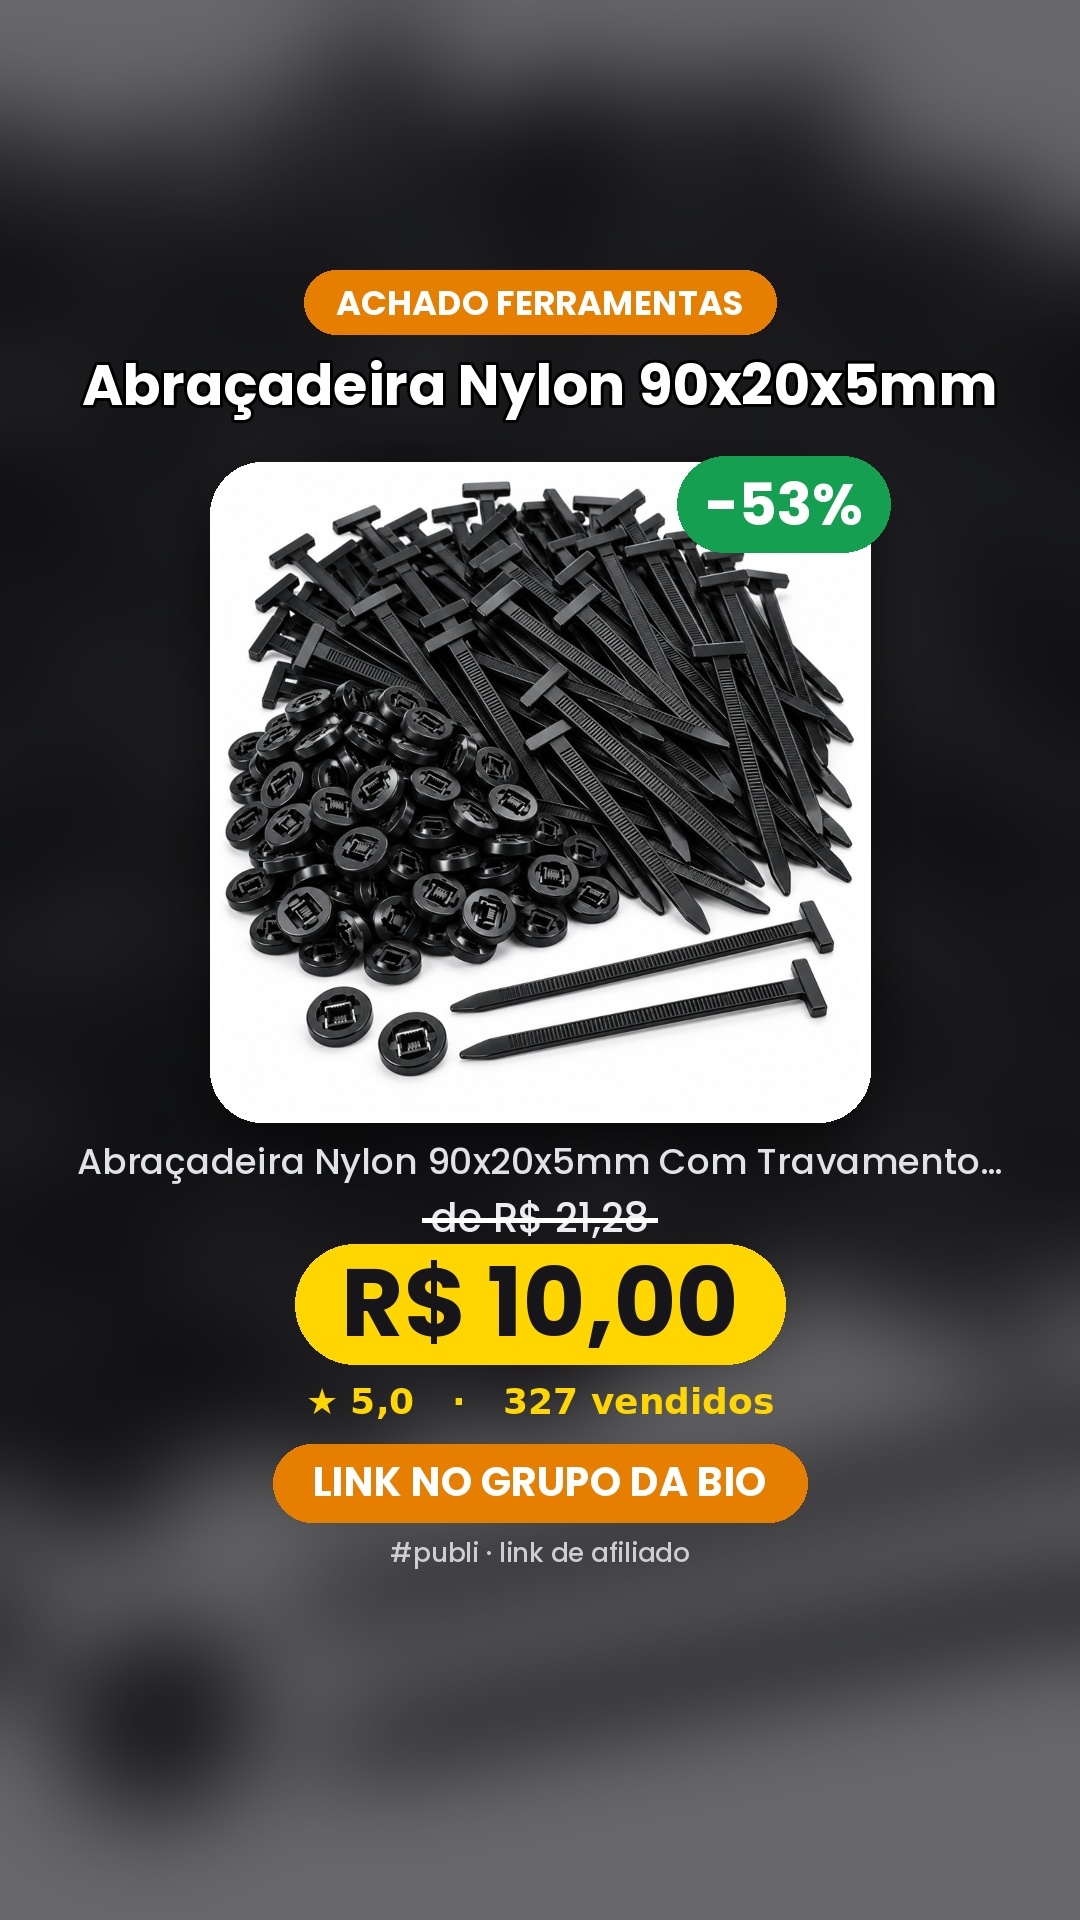 ACHADO FERRAMENTAS
Abraçadeira Nylon 90x20x5mm
-53%
Abraçadeira Nylon 90x20x5mm Com Travamento...
de R$ 21,28
R$ 10,00
★ 5,0 · 327 vendidos
LINK NO GRUPO DA BIO
#publi · link de afiliado